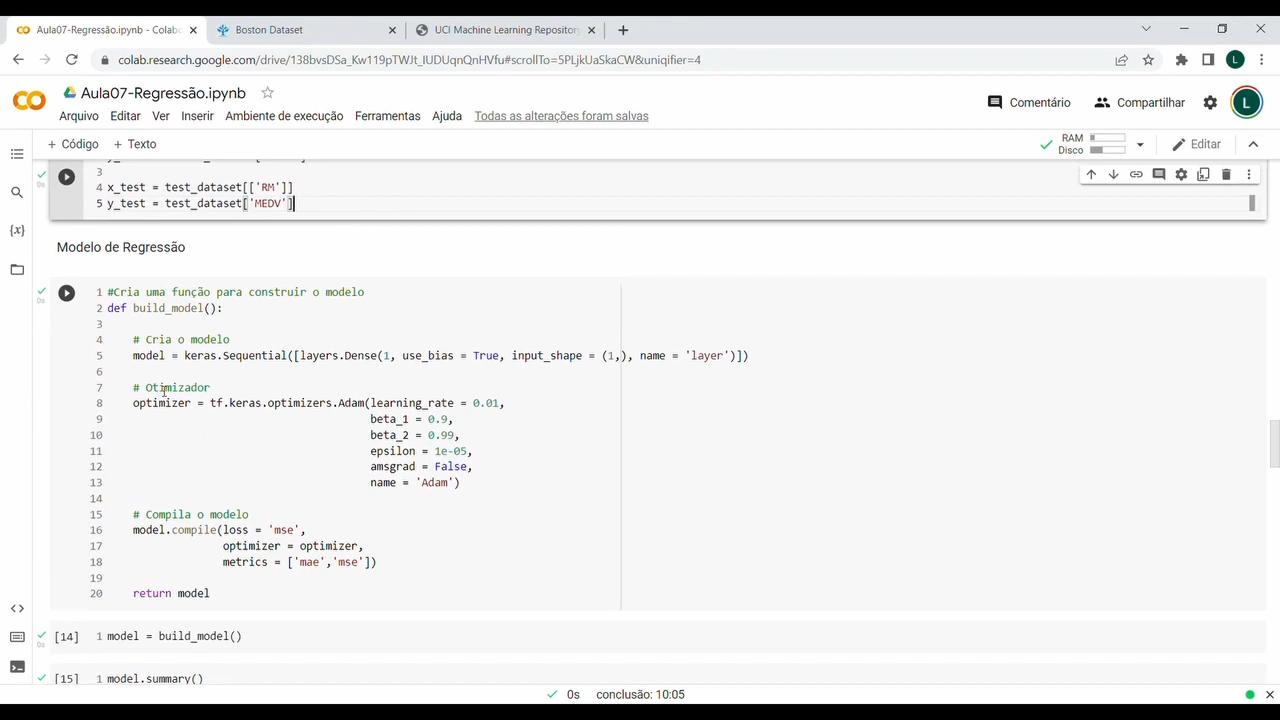 Aula07-Regressão.ipynb - Colab
Boston Dataset
UCI Machine Learning Repository
colab.research.google.com/drive/138bvsDSa_Kw119pTWJt_IUDUqnQnHVfu#scrollTo=5PLjkUaSkaCW&uniqifier=4
L
Aula07-Regressão.ipynb
Comentário
Compartilhar
L
Arquivo Editar Ver Inserir Ambiente de execução Ferramentas Ajuda Todas as alterações foram salvas
+ Código + Texto
RAM
Disco
Editar
3
4 x_test = test_dataset[['RM']]
5 y_test = test_dataset['MEDV']
0s
Modelo de Regressão
0s
1 #Cria uma função para construir o modelo
2 def build_model():
3
4 # Cria o modelo
5 model = keras.Sequential([layers.Dense(1, use_bias = True, input_shape = (1,), name = 'layer')])
6
7 # Otimizador
8 optimizer = tf.keras.optimizers.Adam(learning_rate = 0.01,
9 beta_1 = 0.9,
10 beta_2 = 0.99,
11 epsilon = 1e-05,
12 amsgrad = False,
13 name = 'Adam')
14
15 # Compila o modelo
16 model.compile(loss = 'mse',
17 optimizer = optimizer,
18 metrics = ['mae','mse'])
19
20 return model
0s
[14] 1 model = build_model()
[15] 1 model.summary()
0s conclusão: 10:05